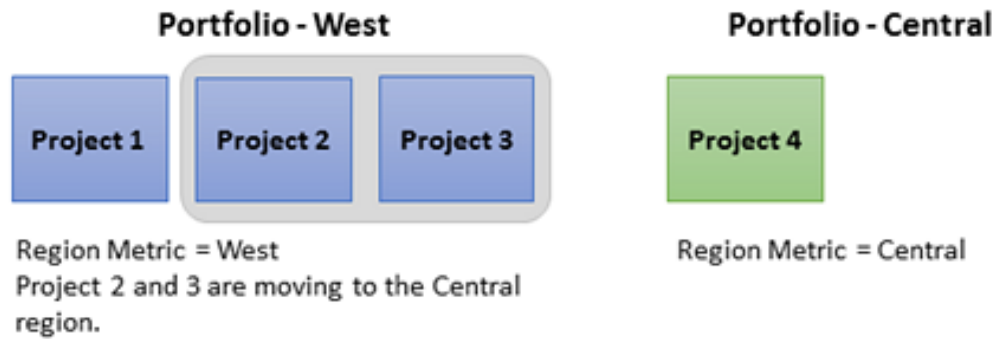 Portfolio - West
Portfolio - Central
Project 1
Project 2
Project 3
Project 4
Region Metric = West
Project 2 and 3 are moving to the Central
region.
Region Metric = Central